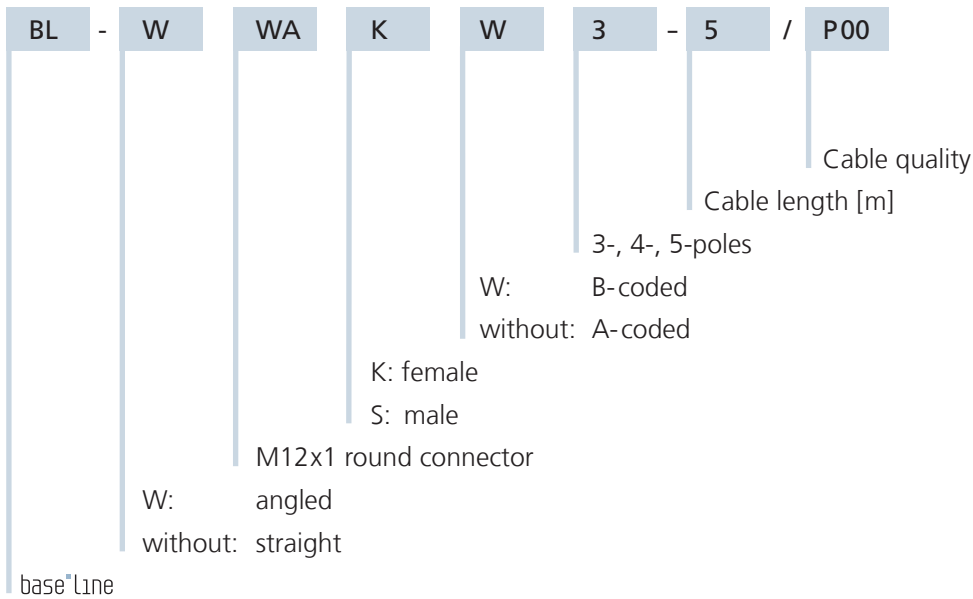 BL - W WA K W 3 – 5 / P00
Cable quality
Cable length [m]
3-, 4-, 5-poles
W: B-coded
without: A-coded
K: female
S: male
M12x1 round connector
W: angled
without: straight
base line